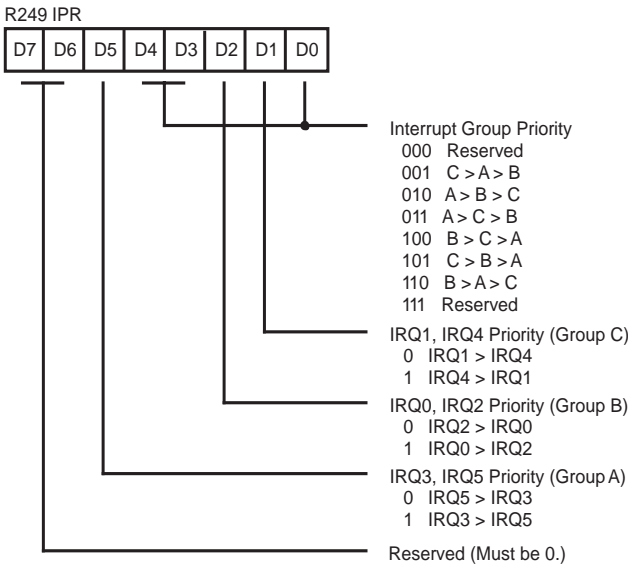 R249 IPR
D7 D6 D5 D4 D3 D2 D1 D0
Interrupt Group Priority
000 Reserved
001 C > A > B
010 A > B > C
011 A > C > B
100 B > C > A
101 C > B > A
110 B > A > C
111 Reserved
IRQ1, IRQ4 Priority (Group C)
0 IRQ1 > IRQ4
1 IRQ4 > IRQ1
IRQ0, IRQ2 Priority (Group B)
0 IRQ2 > IRQ0
1 IRQ0 > IRQ2
IRQ3, IRQ5 Priority (Group A)
0 IRQ5 > IRQ3
1 IRQ3 > IRQ5
Reserved (Must be 0.)